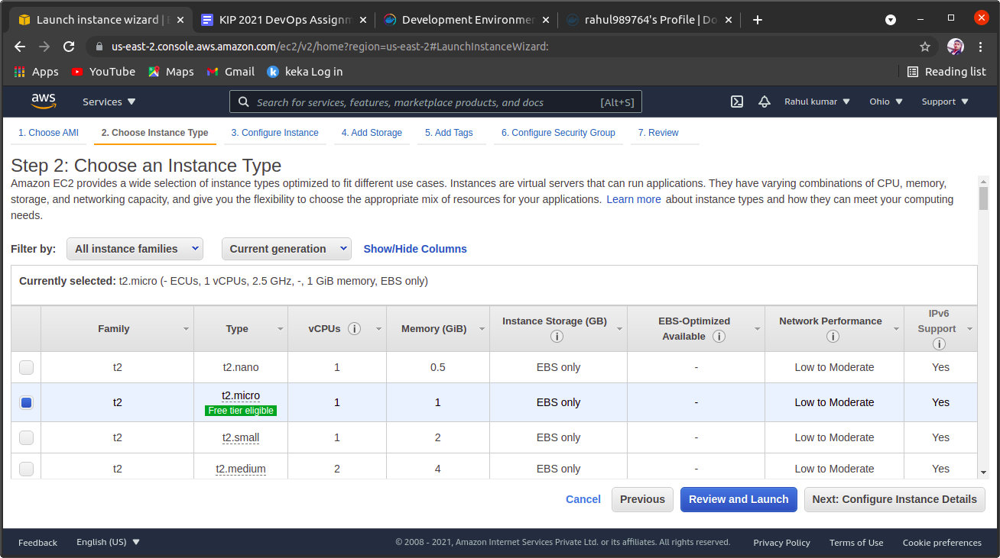 Launch instance wizard | E
KIP 2021 DevOps Assignm
Development Environmen
rahul989764's Profile | Do
us-east-2.console.aws.amazon.com/ec2/v2/home?region=us-east-2#LaunchInstanceWizard:
Apps YouTube Maps Gmail keka Log in Reading list
aws Services Search for services, features, marketplace products, and docs [Alt+S] Rahul kumar Ohio Support
1. Choose AMI 2. Choose Instance Type 3. Configure Instance 4. Add Storage 5. Add Tags 6. Configure Security Group 7. Review
Step 2: Choose an Instance Type
Amazon EC2 provides a wide selection of instance types optimized to fit different use cases. Instances are virtual servers that can run applications. They have varying combinations of CPU, memory,
storage, and networking capacity, and give you the flexibility to choose the appropriate mix of resources for your applications. Learn more about instance types and how they can meet your computing
needs.
Filter by: All instance families Current generation Show/Hide Columns
Currently selected: t2.micro (- ECUs, 1 vCPUs, 2.5 GHz, -, 1 GiB memory, EBS only)
Family Type vCPUs i Memory (GiB) Instance Storage (GB) i EBS-Optimized Available i Network Performance i IPv6 Support i
t2 t2.nano 1 0.5 EBS only - Low to Moderate Yes
t2 t2.micro Free tier eligible 1 1 EBS only - Low to Moderate Yes
t2 t2.small 1 2 EBS only - Low to Moderate Yes
t2 t2.medium 2 4 EBS only - Low to Moderate Yes
Cancel Previous Review and Launch Next: Configure Instance Details
Feedback English (US) © 2008 - 2021, Amazon Internet Services Private Ltd. or its affiliates. All rights reserved. Privacy Policy Terms of Use Cookie preferences